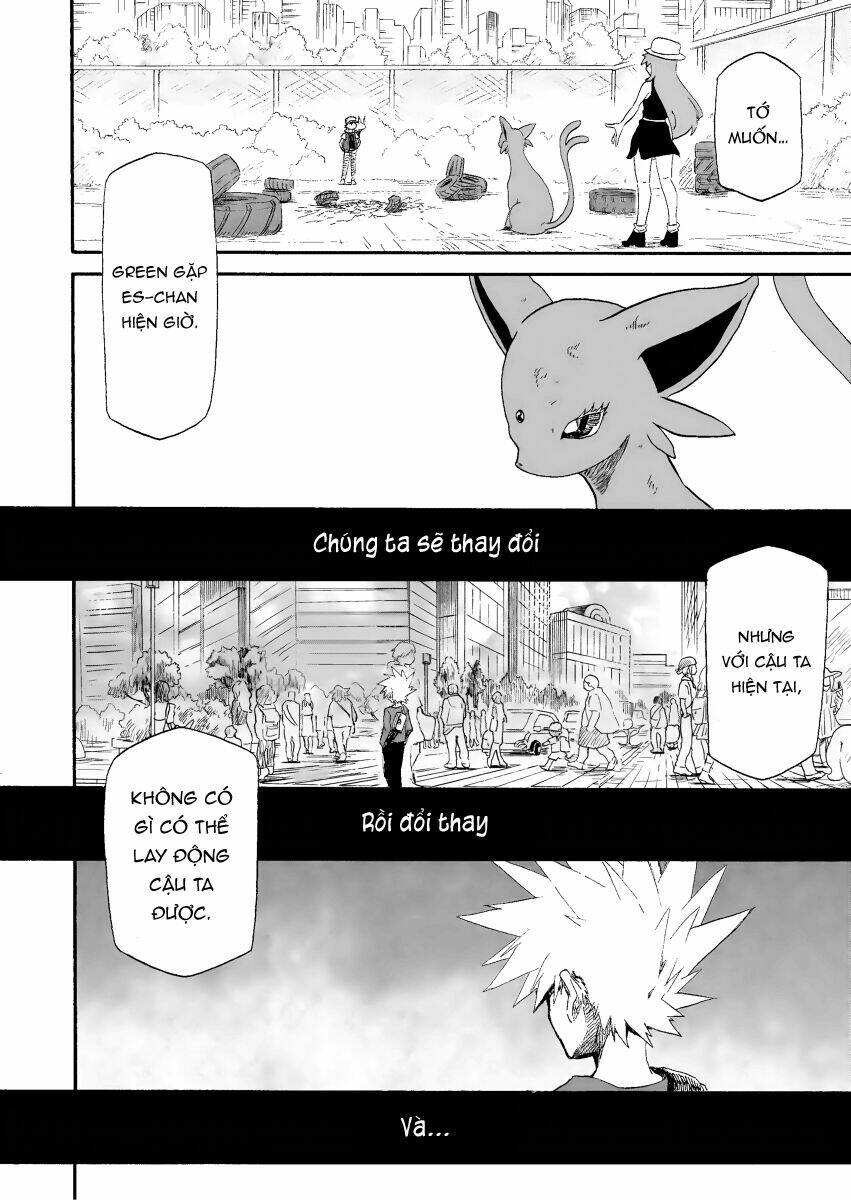 TỚ
MUỐN...
GREEN GẶP
ES-CHAN
HIỆN GIỜ.
Chúng ta sẽ thay đổi
NHƯNG
VỚI CẬU TA
HIỆN TẠI,
KHÔNG CÓ
GÌ CÓ THỂ
LAY ĐỘNG
CẬU TA
ĐƯỢC.
Rồi đổi thay
Và...